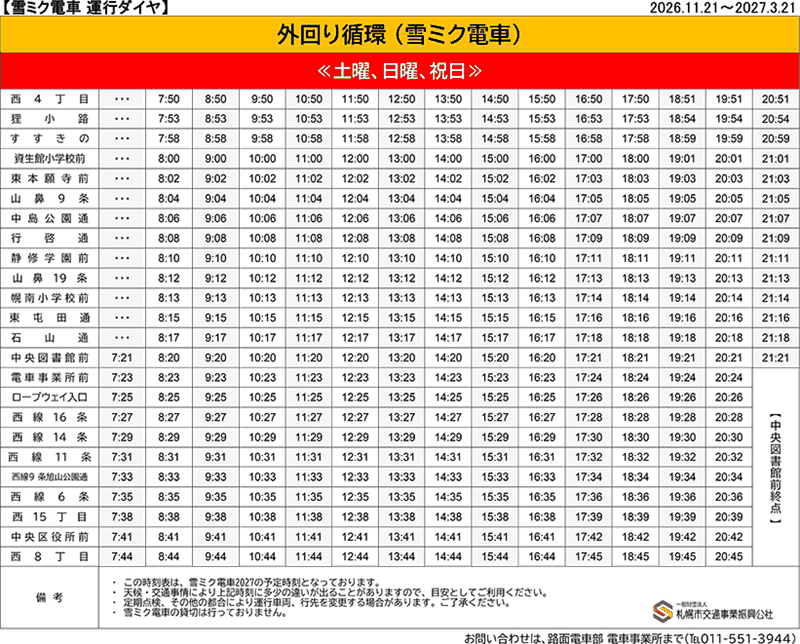 【雪ミク電車 運行ダイヤ】 2026.11.21～2027.3.21
外回り循環（雪ミク電車）
≪土曜、日曜、祝日≫
西4丁目 ･･･ 7:50 8:50 9:50 10:50 11:50 12:50 13:50 14:50 15:50 16:50 17:50 18:51 19:51 20:51
狸小路 ･･･ 7:53 8:53 9:53 10:53 11:53 12:53 13:53 14:53 15:53 16:53 17:53 18:54 19:54 20:54
すすきの ･･･ 7:58 8:58 9:58 10:58 11:58 12:58 13:58 14:58 15:58 16:58 17:58 18:59 19:59 20:59
資生館小学校前 ･･･ 8:00 9:00 10:00 11:00 12:00 13:00 14:00 15:00 16:00 17:00 18:00 19:01 20:01 21:01
東本願寺前 ･･･ 8:02 9:02 10:02 11:02 12:02 13:02 14:02 15:02 16:02 17:03 18:03 19:03 20:03 21:03
山鼻9条 ･･･ 8:04 9:04 10:04 11:04 12:04 13:04 14:04 15:04 16:04 17:05 18:05 19:05 20:05 21:05
中島公園通 ･･･ 8:06 9:06 10:06 11:06 12:06 13:06 14:06 15:06 16:06 17:07 18:07 19:07 20:07 21:07
行啓通 ･･･ 8:08 9:08 10:08 11:08 12:08 13:08 14:08 15:08 16:08 17:09 18:09 19:09 20:09 21:09
静修学園前 ･･･ 8:10 9:10 10:10 11:10 12:10 13:10 14:10 15:10 16:10 17:11 18:11 19:11 20:11 21:11
山鼻19条 ･･･ 8:12 9:12 10:12 11:12 12:12 13:12 14:12 15:12 16:12 17:13 18:13 19:13 20:13 21:13
幌南小学校前 ･･･ 8:13 9:13 10:13 11:13 12:13 13:13 14:13 15:13 16:13 17:14 18:14 19:14 20:14 21:14
東屯田通 ･･･ 8:15 9:15 10:15 11:15 12:15 13:15 14:15 15:15 16:15 17:16 18:16 19:16 20:16 21:16
石山通 ･･･ 8:17 9:17 10:17 11:17 12:17 13:17 14:17 15:17 16:17 17:18 18:18 19:18 20:18 21:18
中央図書館前 7:21 8:20 9:20 10:20 11:20 12:20 13:20 14:20 15:20 16:20 17:21 18:21 19:21 20:21 21:21
電車事業所前 7:23 8:23 9:23 10:23 11:23 12:23 13:23 14:23 15:23 16:23 17:24 18:24 19:24 20:24
ロープウェイ入口 7:25 8:25 9:25 10:25 11:25 12:25 13:25 14:25 15:25 16:25 17:26 18:26 19:26 20:26
西線16条 7:27 8:27 9:27 10:27 11:27 12:27 13:27 14:27 15:27 16:27 17:28 18:28 19:28 20:28
西線14条 7:29 8:29 9:29 10:29 11:29 12:29 13:29 14:29 15:29 16:29 17:30 18:30 19:30 20:30
西線11条 7:31 8:31 9:31 10:31 11:31 12:31 13:31 14:31 15:31 16:31 17:32 18:32 19:32 20:32
西線9条旭山公園通 7:33 8:33 9:33 10:33 11:33 12:33 13:33 14:33 15:33 16:33 17:34 18:34 19:34 20:34
西線6条 7:35 8:35 9:35 10:35 11:35 12:35 13:35 14:35 15:35 16:35 17:36 18:36 19:36 20:36
西15丁目 7:38 8:38 9:38 10:38 11:38 12:38 13:38 14:38 15:38 16:38 17:39 18:39 19:39 20:39
中央区役所前 7:41 8:41 9:41 10:41 11:41 12:41 13:41 14:41 15:41 16:41 17:42 18:42 19:42 20:42
西8丁目 7:44 8:44 9:44 10:44 11:44 12:44 13:44 14:44 15:44 16:44 17:45 18:45 19:45 20:45
【中央図書館前終点】
備考
・ この時刻表は、雪ミク電車2027の予定時刻となっております。
・ 天候・交通事情により上記時刻に多少の違いが出ることがありますので、目安としてご利用ください。
・ 定期点検、その他の都合により運行車両、行先を変更する場合があります。ご了承ください。
・ 雪ミク電車の貸切は行っておりません。
一般財団法人
札幌市交通事業振興公社
お問い合わせは、路面電車部 電車事業所まで（℡011-551-3944）